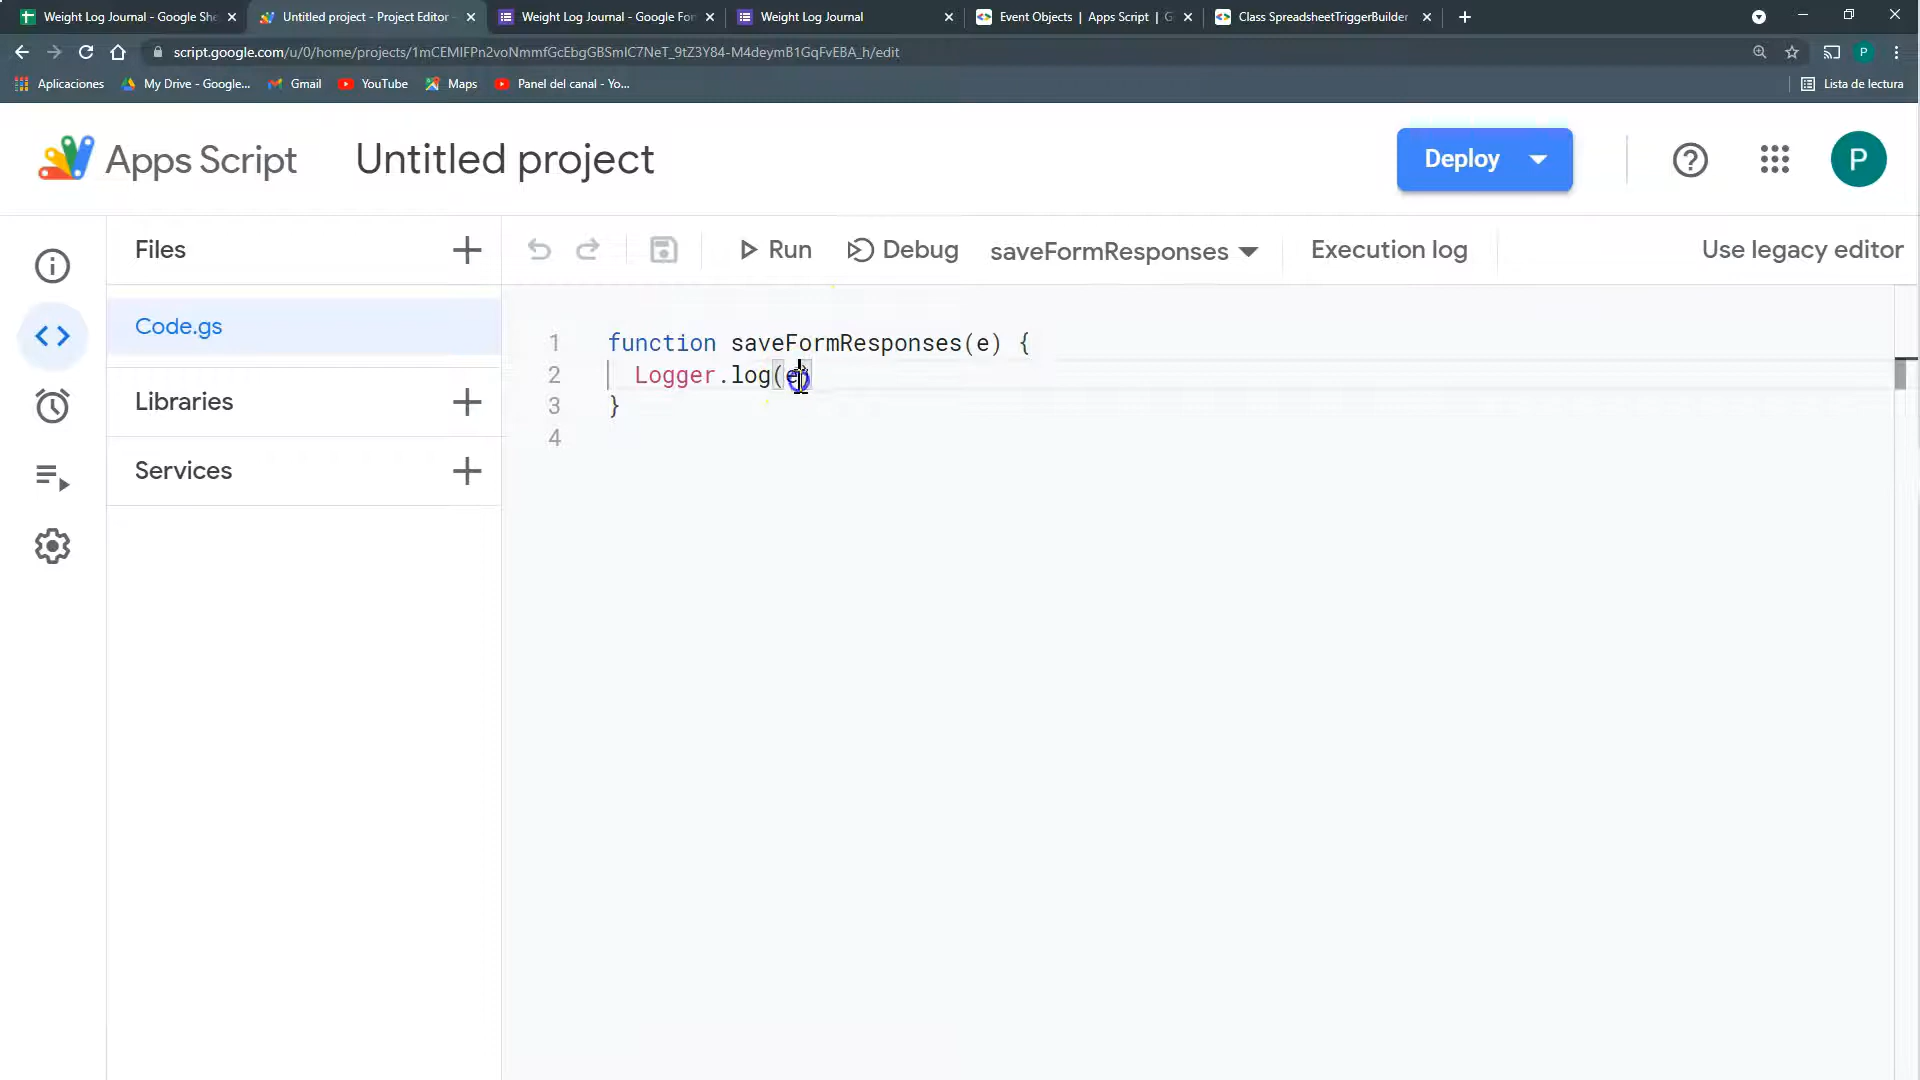 Weight Log Journal - Google She
Untitled project - Project Editor -
Weight Log Journal - Google For
Weight Log Journal
Event Objects | Apps Script | G
Class SpreadsheetTriggerBuilder
script.google.com/u/0/home/projects/1mCEMIFPn2voNmmfGcEbgGBSmIC7NeT_9tZ3Y84-M4deymB1GqFvEBA_h/edit
P
Aplicaciones
My Drive - Google...
Gmail
YouTube
Maps
Panel del canal - Yo...
Lista de lectura
Apps Script
Untitled project
Deploy
P
Files
Run
Debug
saveFormResponses
Execution log
Use legacy editor
Code.gs
Libraries
Services
1 function saveFormResponses(e) {
2 Logger.log(e)
3 }
4